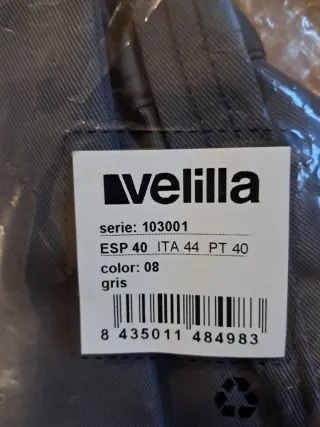 velilla
serie: 103001
ESP 40 ITA 44 PT 40
color: 08
gris
8 435011 484983